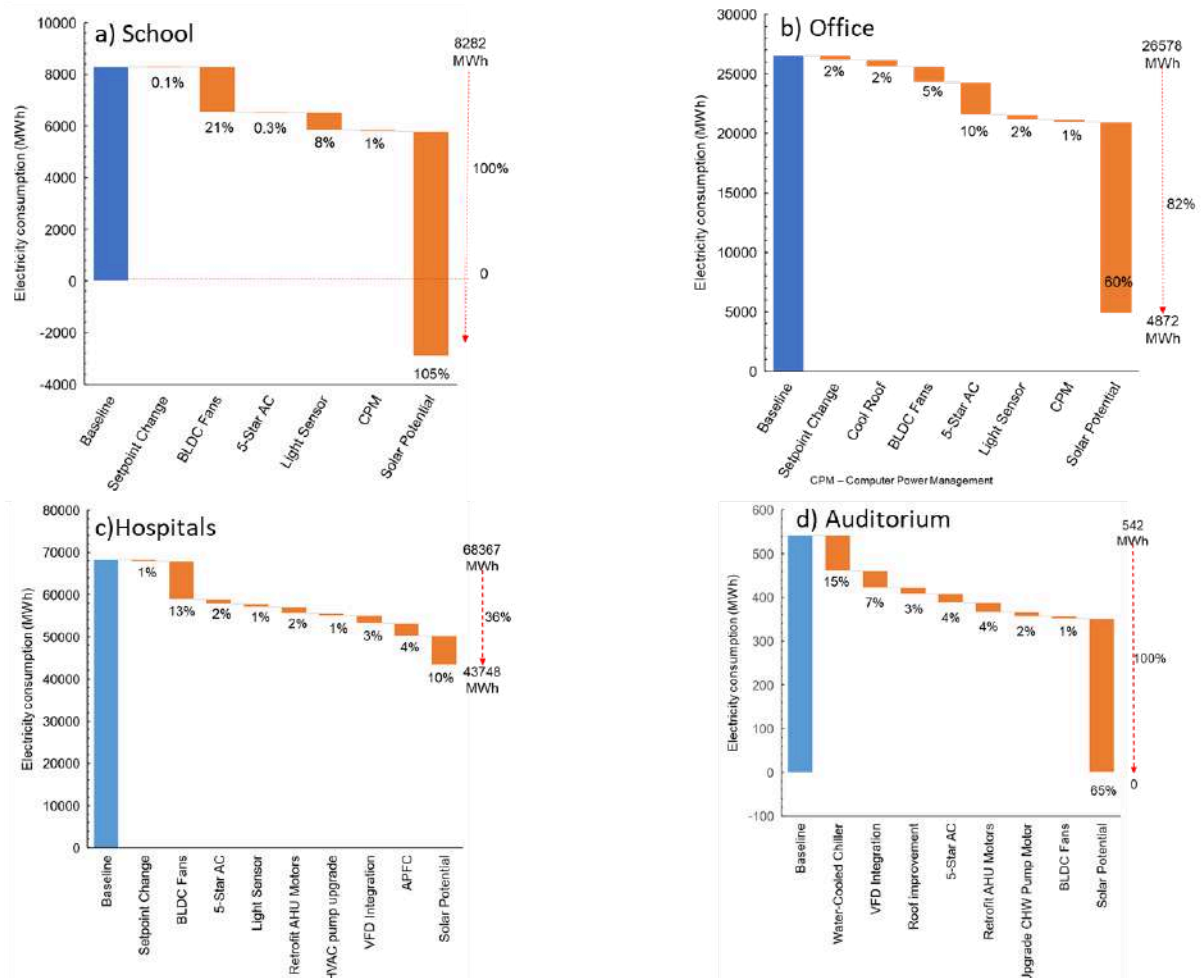 a) School
Electricity consumption (MWh)
10000
8000
6000
4000
2000
0
-2000
-4000
0.1%
21%
0.3%
8%
1%
105%
8282
MWh
100%
0
Baseline
Setpoint Change
BLDC Fans
5-Star AC
Light Sensor
CPM
Solar Potential
b) Office
Electricity consumption (MWh)
30000
25000
20000
15000
10000
5000
0
2%
2%
5%
10%
2%
1%
60%
26578
MWh
82%
4872
MWh
Baseline
Setpoint Change
Cool Roof
BLDC Fans
5-Star AC
Light Sensor
CPM
Solar Potential
CPM – Computer Power Management
c)Hospitals
Electricity consumption (MWh)
80000
70000
60000
50000
40000
30000
20000
10000
0
1%
13%
2%
1%
2%
1%
3%
4%
10%
68367
MWh
36%
43748
MWh
Baseline
Setpoint Change
BLDC Fans
5-Star AC
Light Sensor
Retrofit AHU Motors
HVAC pump upgrade
VFD Integration
APFC
Solar Potential
d) Auditorium
Electricity consumption (MWh)
600
500
400
300
200
100
0
-100
15%
7%
3%
4%
4%
2%
1%
65%
542
MWh
100%
0
Baseline
Water-Cooled Chiller
VFD Integration
Roof improvement
5-Star AC
Retrofit AHU Motors
Upgrade CHW Pump Motor
BLDC Fans
Solar Potential